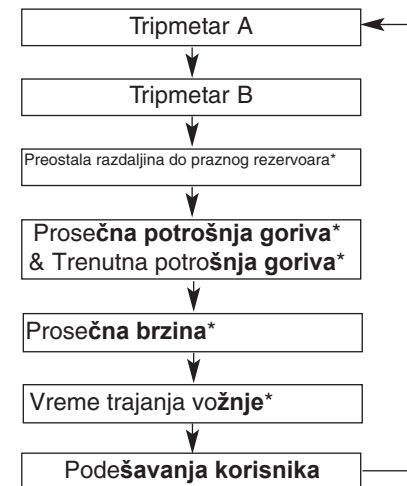 Tripmetar A
Tripmetar B
Preostala razdaljina do praznog rezervoara*
Prosečna potrošnja goriva*
& Trenutna potrošnja goriva*
Prosečna brzina*
Vreme trajanja vožnje*
Podešavanja korisnika